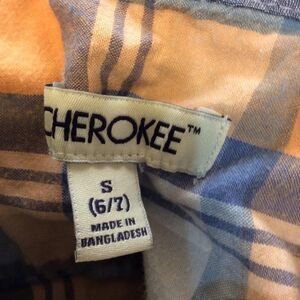 CHEROKEE™
S
(6/7)
MADE IN
BANGLADESH